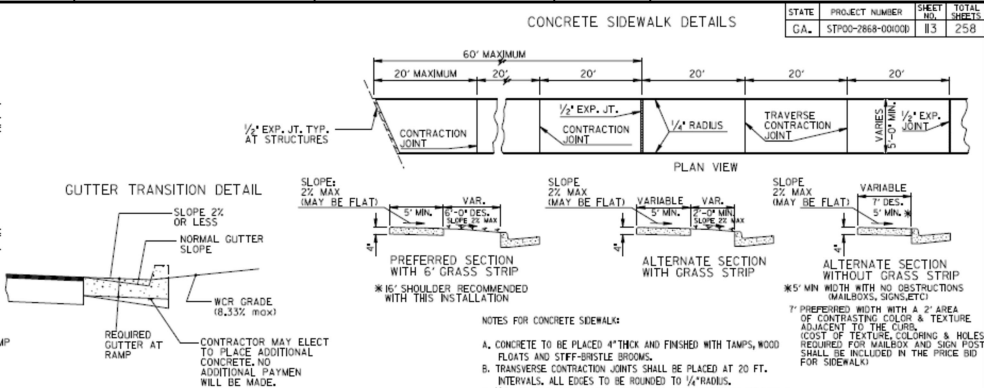 CONCRETE SIDEWALK DETAILS
STATE
PROJECT NUMBER
SHEET NO.
TOTAL SHEETS
GA.
STP00-2868-00(001)
113
258
60' MAXIMUM
20' MAXIMUM
20'
20'
20'
20'
20'
1/2" EXP. JT. TYP.
AT STRUCTURES
CONTRACTION
JOINT
1/2" EXP. JT.
CONTRACTION
JOINT
1/4" RADIUS
TRAVERSE
CONTRACTION
JOINT
VARIES
5'-0" MIN.
1/2" EXP.
JOINT
PLAN VIEW
GUTTER TRANSITION DETAIL
SLOPE 2%
OR LESS
NORMAL GUTTER
SLOPE
WCR GRADE
(8.33% max)
REQUIRED
GUTTER AT
RAMP
CONTRACTOR MAY ELECT
TO PLACE ADDITIONAL
CONCRETE. NO
ADDITIONAL PAYMEN
WILL BE MADE.
MP
SLOPE:
2% MAX
(MAY BE FLAT)
VAR.
5' MIN.
6'-0" DES.
SLOPE 2% MAX
4"
PREFERRED SECTION
WITH 6' GRASS STRIP
*16' SHOULDER RECOMMENDED
WITH THIS INSTALLATION
SLOPE
2% MAX
(MAY BE FLAT)
VARIABLE
VAR.
5' MIN.
2'-0" MIN.
SLOPE 2% MAX
4"
ALTERNATE SECTION
WITH GRASS STRIP
SLOPE
2% MAX
(MAY BE FLAT)
VARIABLE
7' DES.
5' MIN. *
4"
ALTERNATE SECTION
WITHOUT GRASS STRIP
*5' MIN WIDTH WITH NO OBSTRUCTIONS
(MAILBOXS, SIGNS,ETC)
7' PREFERRED WIDTH WITH A 2' AREA
OF CONTRASTING COLOR & TEXTURE
ADJACENT TO THE CURB.
(COST OF TEXTURE, COLORING & HOLES
REQUIRED FOR MAILBOX AND SIGN POST
SHALL BE INCLUDED IN THE PRICE BID
FOR SIDEWALK)
NOTES FOR CONCRETE SIDEWALK:
A. CONCRETE TO BE PLACED 4" THICK AND FINISHED WITH TAMPS, WOOD
FLOATS AND STIFF-BRISTLE BROOMS.
B. TRANSVERSE CONTRACTION JOINTS SHALL BE PLACED AT 20 FT.
INTERVALS. ALL EDGES TO BE ROUNDED TO 1/4"RADIUS.